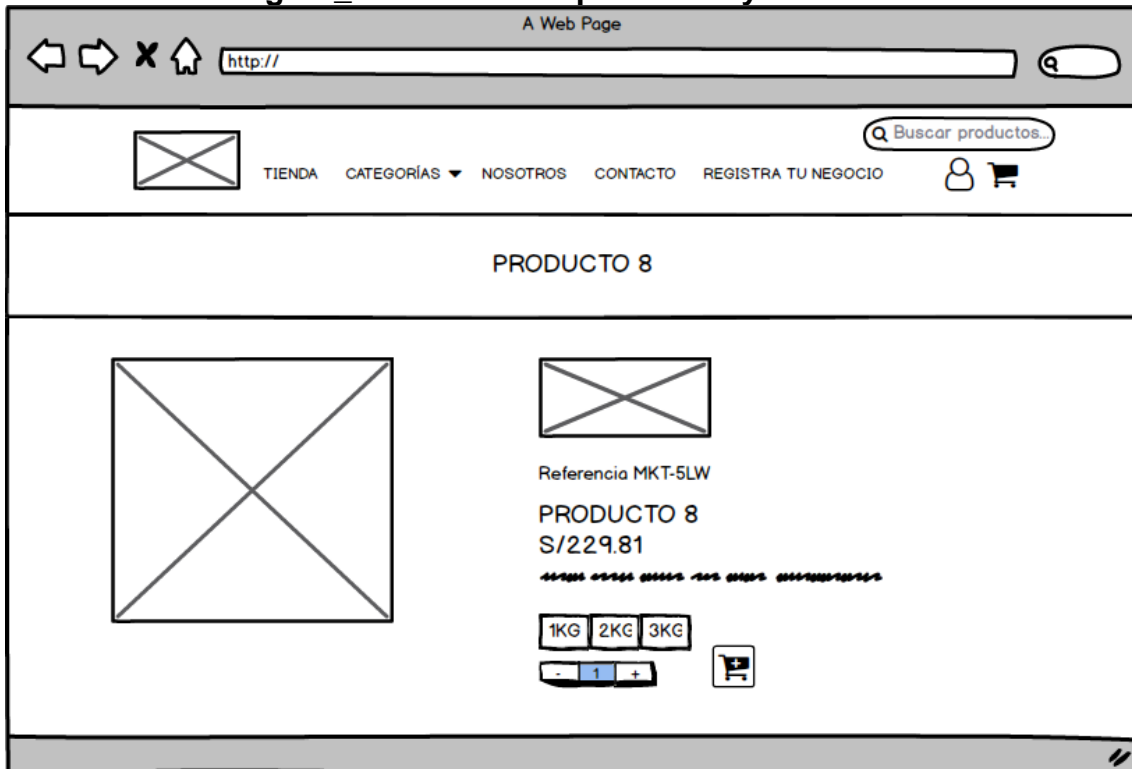 A Web Page
http://
Buscar productos...
TIENDA CATEGORÍAS NOSOTROS CONTACTO REGISTRA TU NEGOCIO
PRODUCTO 8
Referencia MKT-5LW
PRODUCTO 8
S/229.81
1KG 2KG 3KG
- 1 +